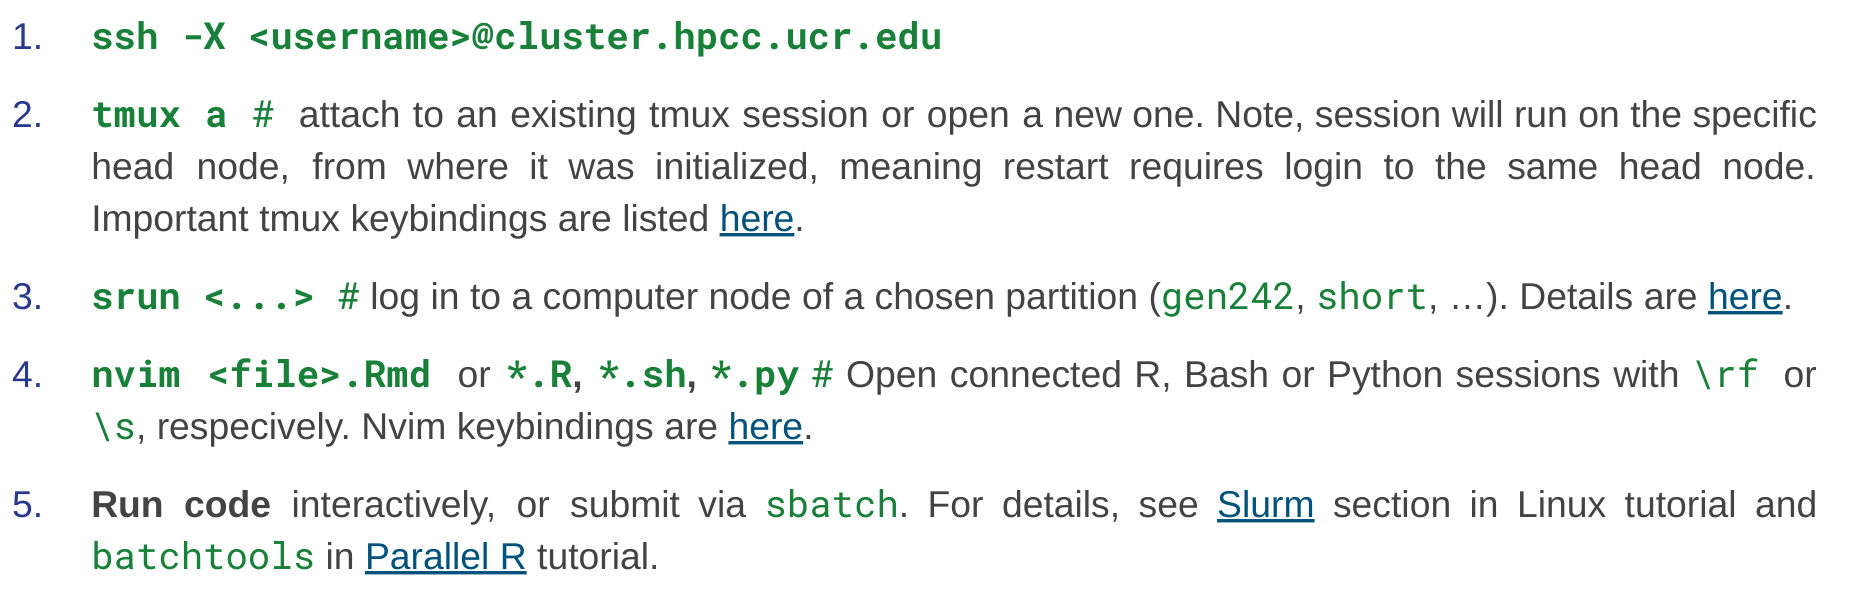 1. ssh -X <username>@cluster.hpcc.ucr.edu
2. tmux a # attach to an existing tmux session or open a new one. Note, session will run on the specific
head node, from where it was initialized, meaning restart requires login to the same head node.
Important tmux keybindings are listed here.
3. srun <...> # log in to a computer node of a chosen partition (gen242, short, …). Details are here.
4. nvim <file>.Rmd or *.R, *.sh, *.py # Open connected R, Bash or Python sessions with \rf or
\s, respecively. Nvim keybindings are here.
5. Run code interactively, or submit via sbatch. For details, see Slurm section in Linux tutorial and
batchtools in Parallel R tutorial.